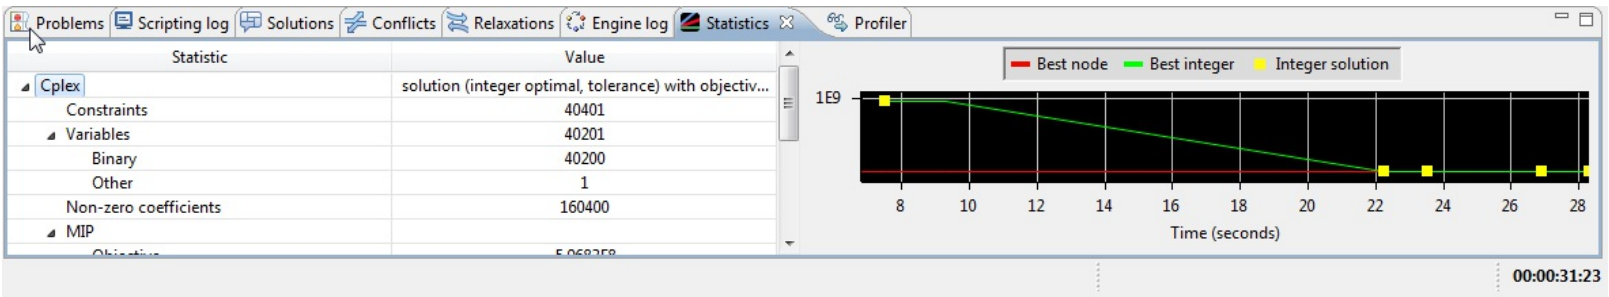 Problems Scripting log Solutions Conflicts Relaxations Engine log Statistics Profiler
Statistic Value
Cplex solution (integer optimal, tolerance) with objectiv...
Constraints 40401
Variables 40201
Binary 40200
Other 1
Non-zero coefficients 160400
MIP
Best node Best integer Integer solution
1E9
8 10 12 14 16 18 20 22 24 26 28
Time (seconds)
00:00:31:23